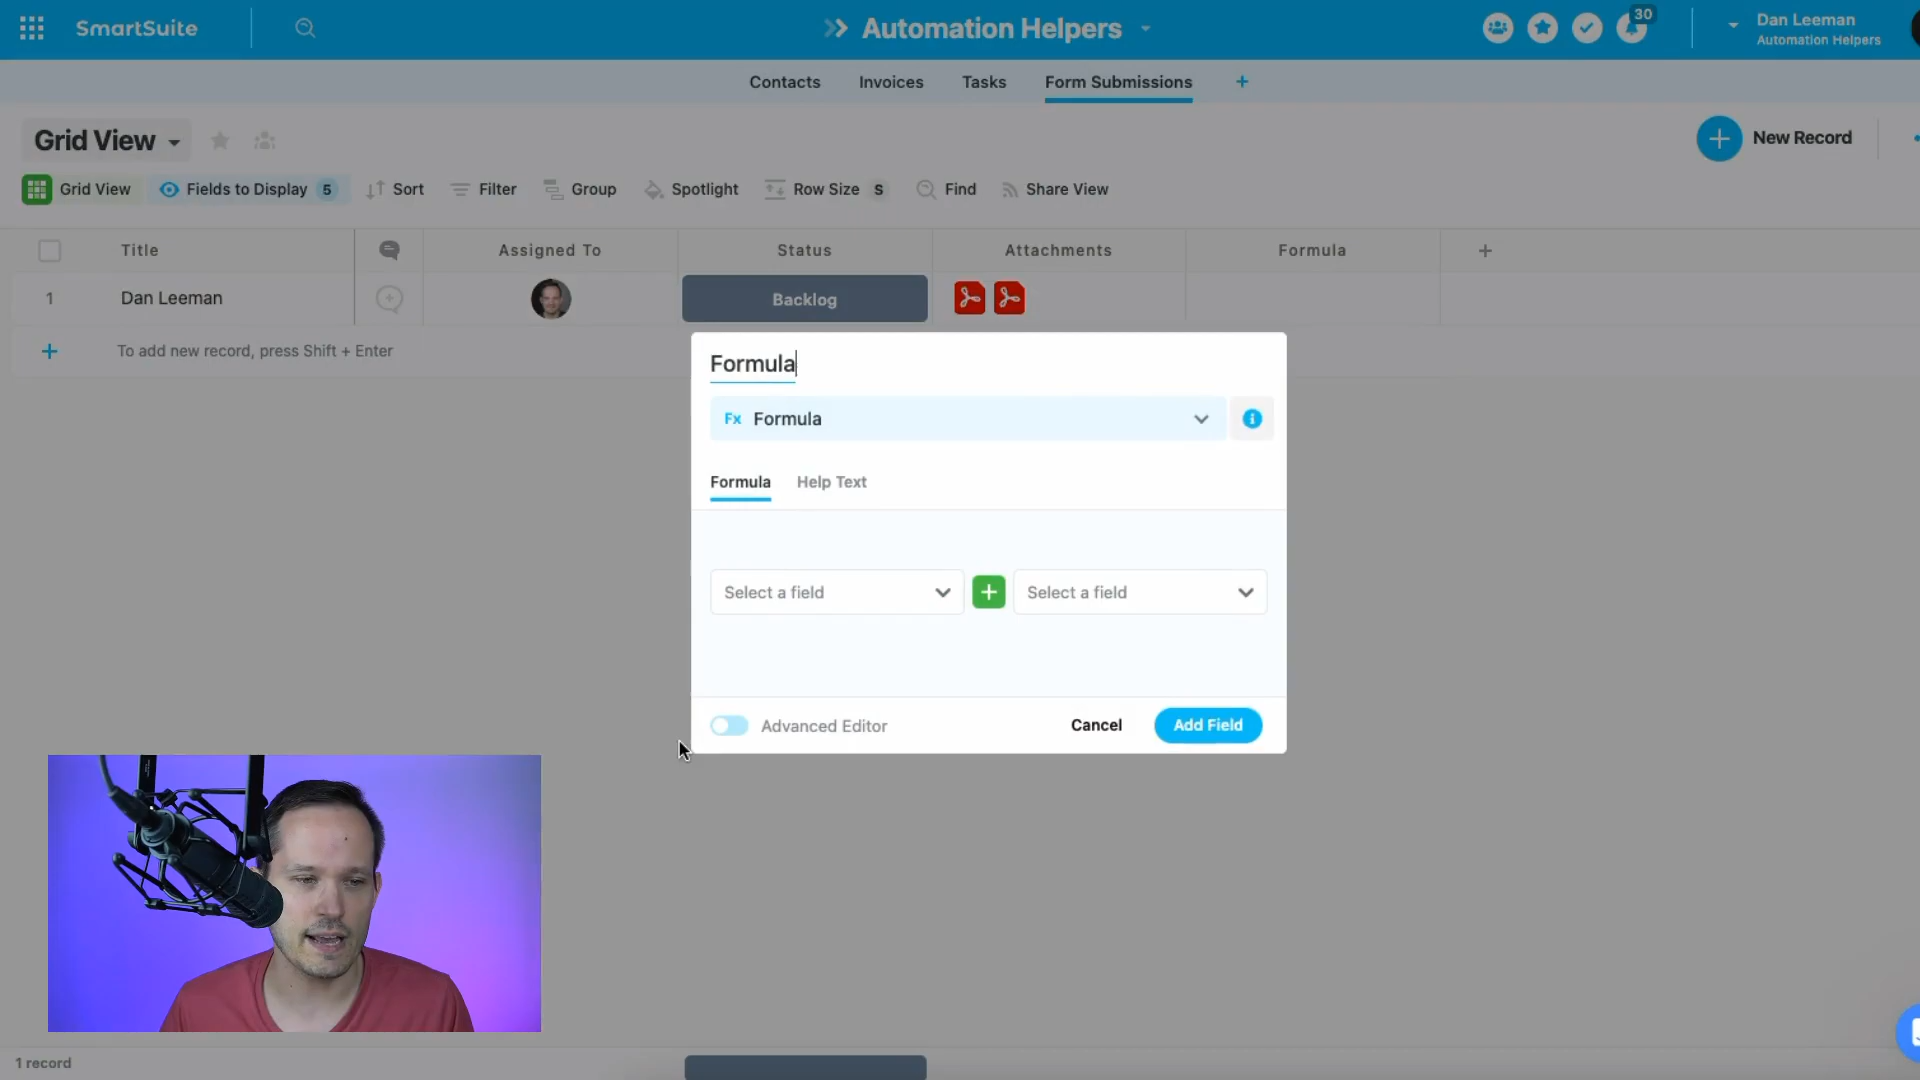 SmartSuite
Automation Helpers
30
Dan Leeman
Automation Helpers
Contacts Invoices Tasks Form Submissions +
Grid View
New Record
Grid View Fields to Display 5 Sort Filter Group Spotlight Row Size S Find Share View
Title Assigned To Status Attachments Formula +
1 Dan Leeman Backlog
+ To add new record, press Shift + Enter
Formula
Fx Formula
Formula Help Text
Select a field + Select a field
Advanced Editor Cancel Add Field
1 record